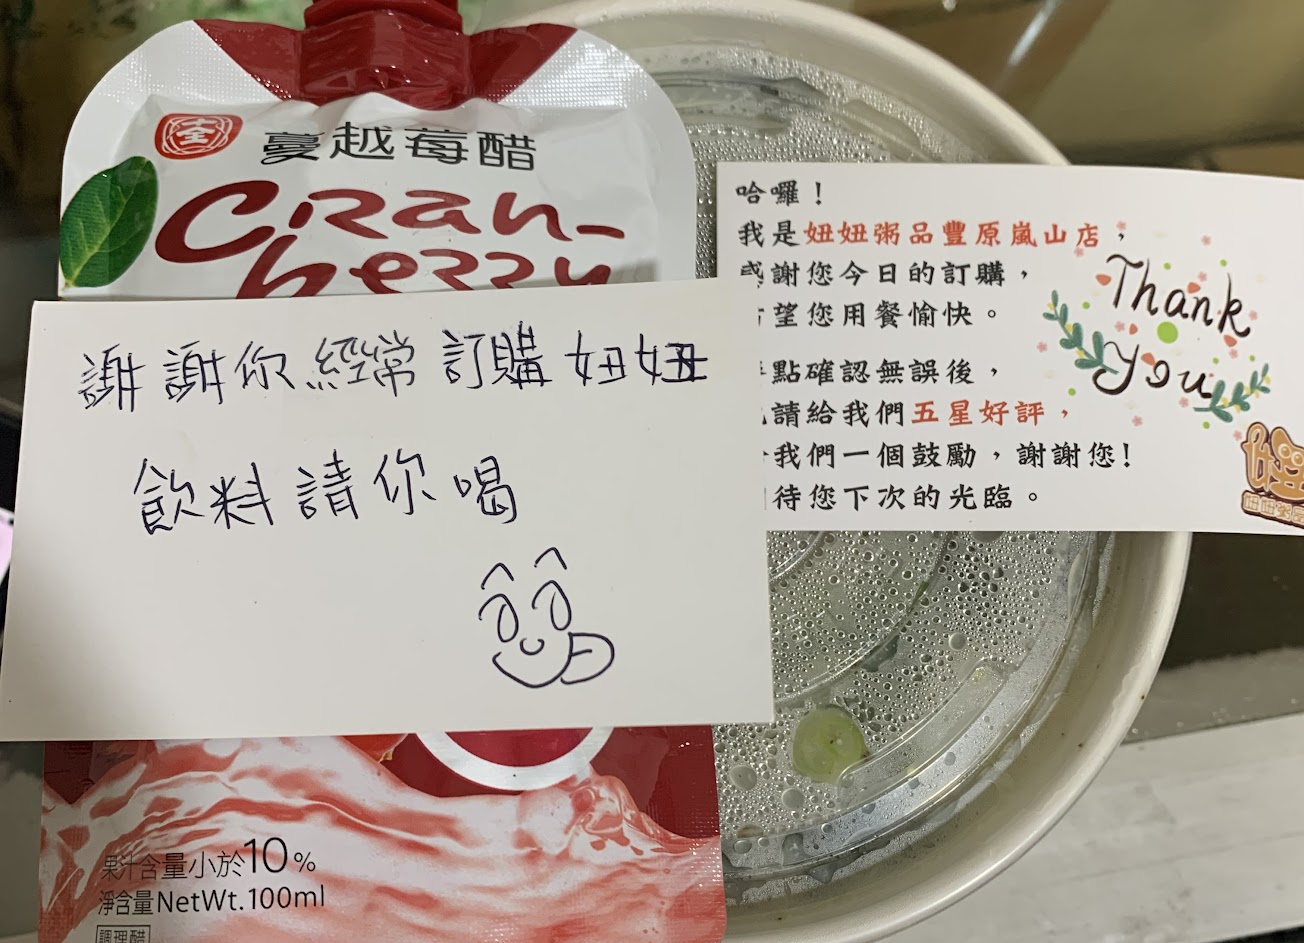 蔓越莓醋
Cran-
berry
謝謝你經常訂購妞妞
飲料請你喝
果汁含量小於10%
淨含量NetWt.100ml
調理醋
哈囉！
我是妞妞粥品豐原嵐山店，
感謝您今日的訂購，
望您用餐愉快。
點確認無誤後，
請給我們五星好評，
我們一個鼓勵，謝謝您!
待您下次的光臨。
Thank
you